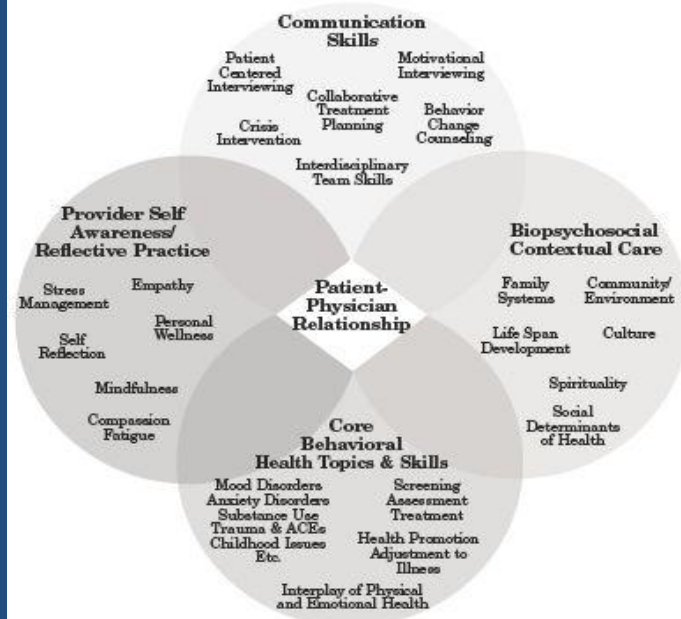 Communication
Skills
Patient
Centered
Interviewing
Motivational
Interviewing
Collaborative
Treatment
Planning
Crisis
Intervention
Behavior
Change
Counseling
Interdisciplinary
Team Skills
Provider Self
Awareness/
Reflective Practice
Stress
Management
Empathy
Self
Reflection
Personal
Wellness
Mindfulness
Compassion
Fatigue
Patient-
Physician
Relationship
Biopsychosocial
Contextual Care
Family
Systems
Community/
Environment
Life Span
Development
Culture
Spirituality
Social
Determinants
of Health
Core
Behavioral
Health Topics & Skills
Mood Disorders
Anxiety Disorders
Substance Use
Trauma & ACEs
Childhood Issues
Etc.
Screening
Assessment
Treatment
Health Promotion
Adjustment to
Illness
Interplay of Physical
and Emotional Health